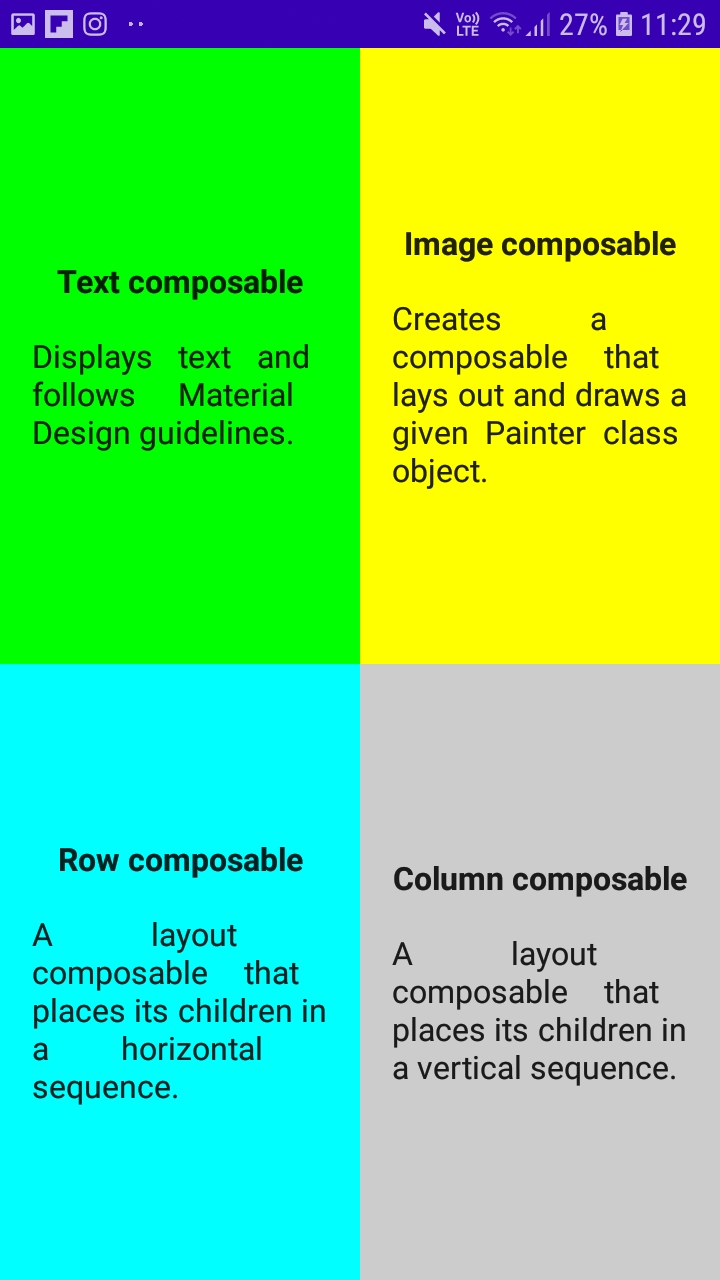 Vo)) LTE 27% 11:29
Text composable
Displays text and
follows Material
Design guidelines.
Image composable
Creates a
composable that
lays out and draws a
given Painter class
object.
Row composable
A layout
composable that
places its children in
a horizontal
sequence.
Column composable
A layout
composable that
places its children in
a vertical sequence.